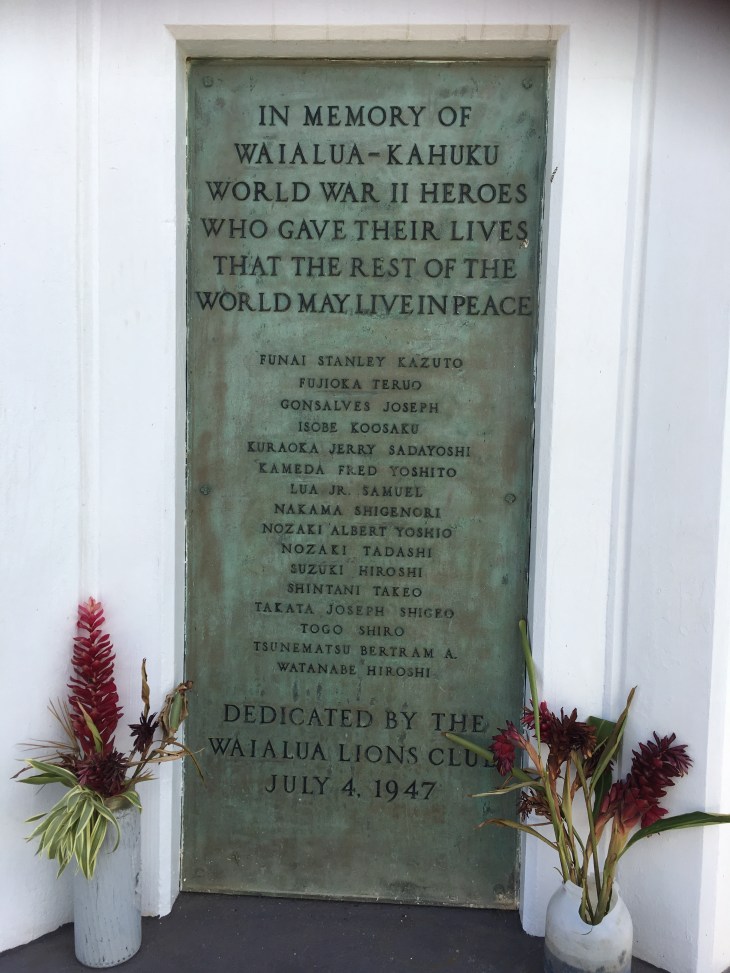 IN MEMORY OF
WAIALUA-KAHUKU
WORLD WAR II HEROES
WHO GAVE THEIR LIVES
THAT THE REST OF THE
WORLD MAY LIVE IN PEACE
FUNAI STANLEY KAZUTO
FUJIOKA TERUO
GONSALVES JOSEPH
ISOBE KOOSAKU
KURAOKA JERRY SADAYOSHI
KAMEDA FRED YOSHITO
LUA JR. SAMUEL
NAKAMA SHIGENORI
NOZAKI ALBERT YOSHIO
NOZAKI TADASHI
SUZUKI HIROSHI
SHINTANI TAKEO
TAKATA JOSEPH SHIGEO
TOGO SHIRO
TSUNEMATSU BERTRAM A.
WATANABE HIROSHI
DEDICATED BY THE
WAIALUA LIONS CLUB
JULY 4, 1947